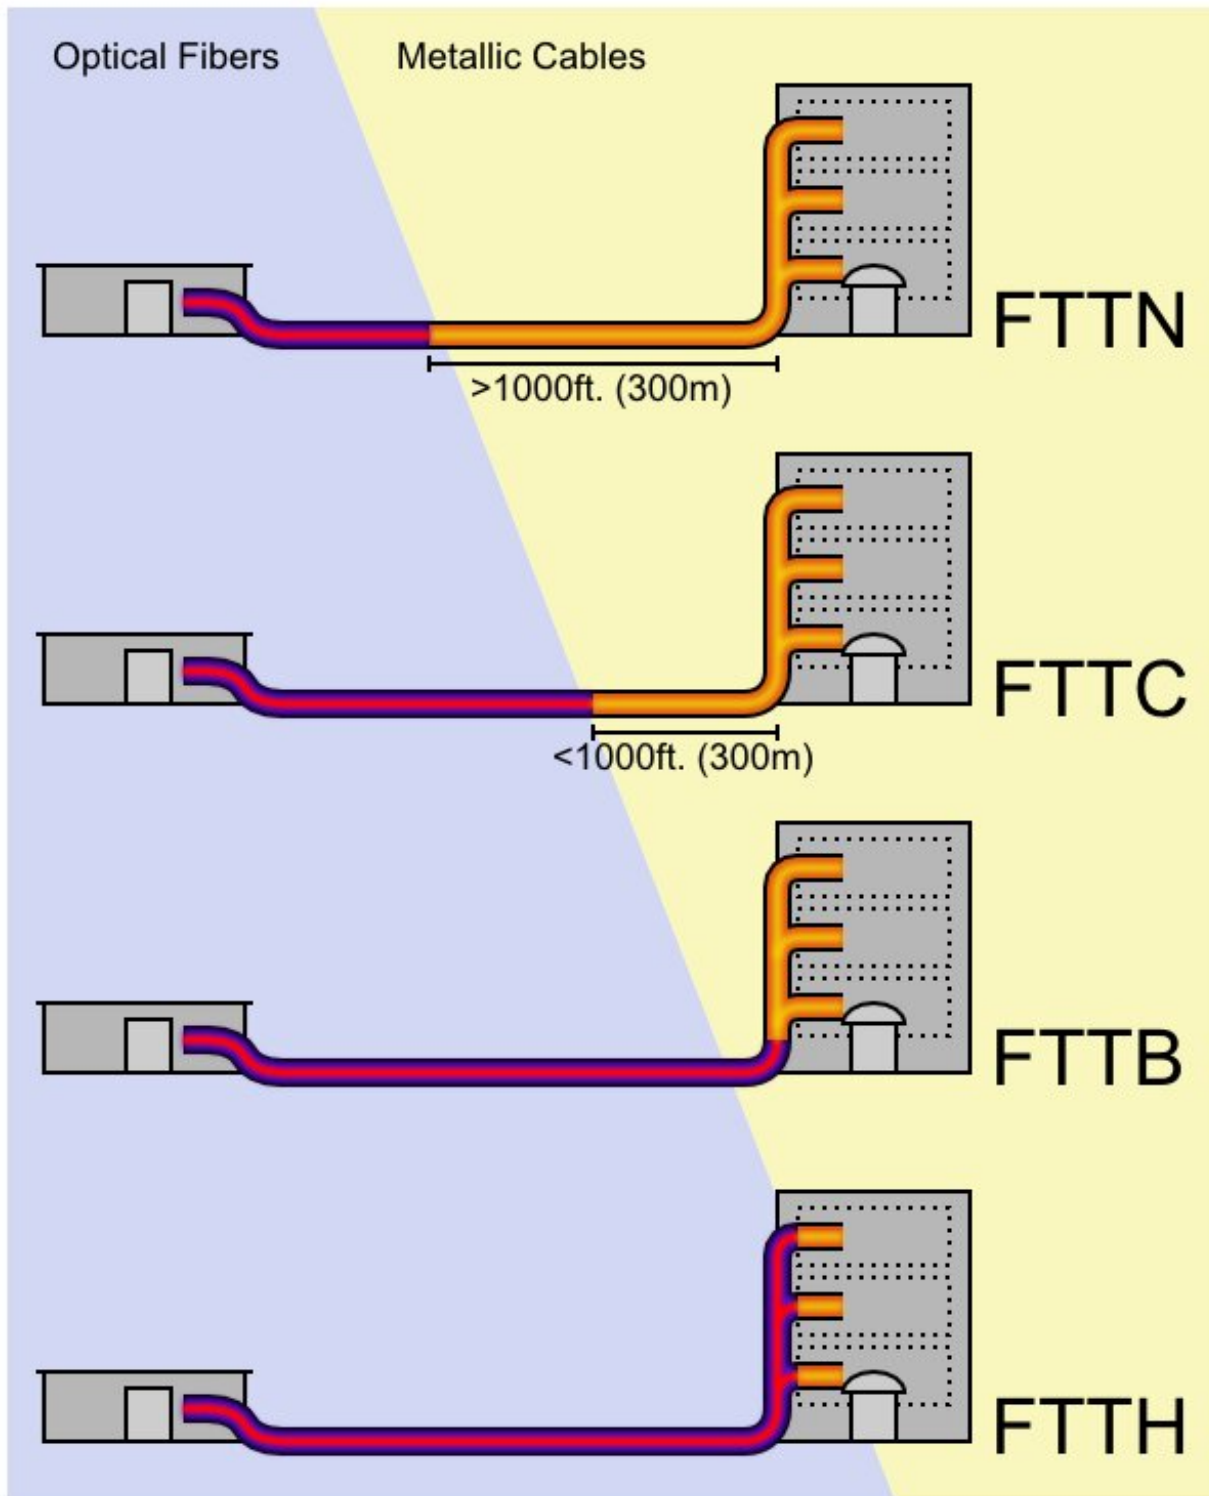 Optical Fibers
Metallic Cables
FTTN
>1000ft. (300m)
FTTC
<1000ft. (300m)
FTTB
FTTH